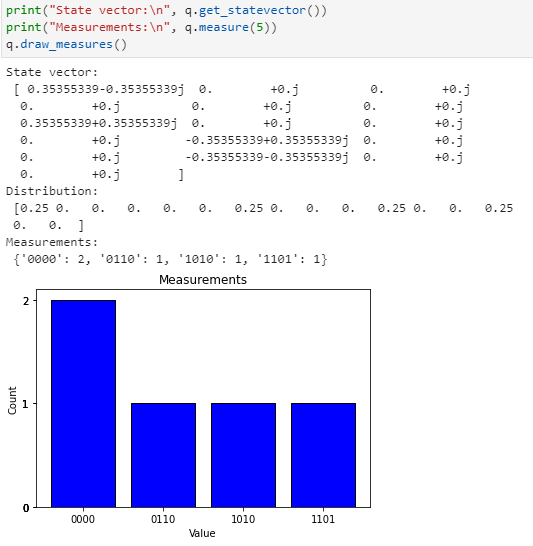 print("State vector:\n", q.get_statevector())
print("Measurements:\n", q.measure(5))
q.draw_measures()
State vector:
[ 0.35355339-0.35355339j 0. +0.j 0. +0.j
0. +0.j 0. +0.j 0. +0.j
0.35355339+0.35355339j 0. +0.j 0. +0.j
0. +0.j -0.35355339+0.35355339j 0. +0.j
0. +0.j -0.35355339-0.35355339j 0. +0.j
0. +0.j ]
Distribution:
[0.25 0. 0. 0. 0. 0. 0.25 0. 0. 0. 0.25 0. 0. 0.25
0. 0. ]
Measurements:
{'0000': 2, '0110': 1, '1010': 1, '1101': 1}
Measurements
2
1
0
Count
0000 0110 1010 1101
Value